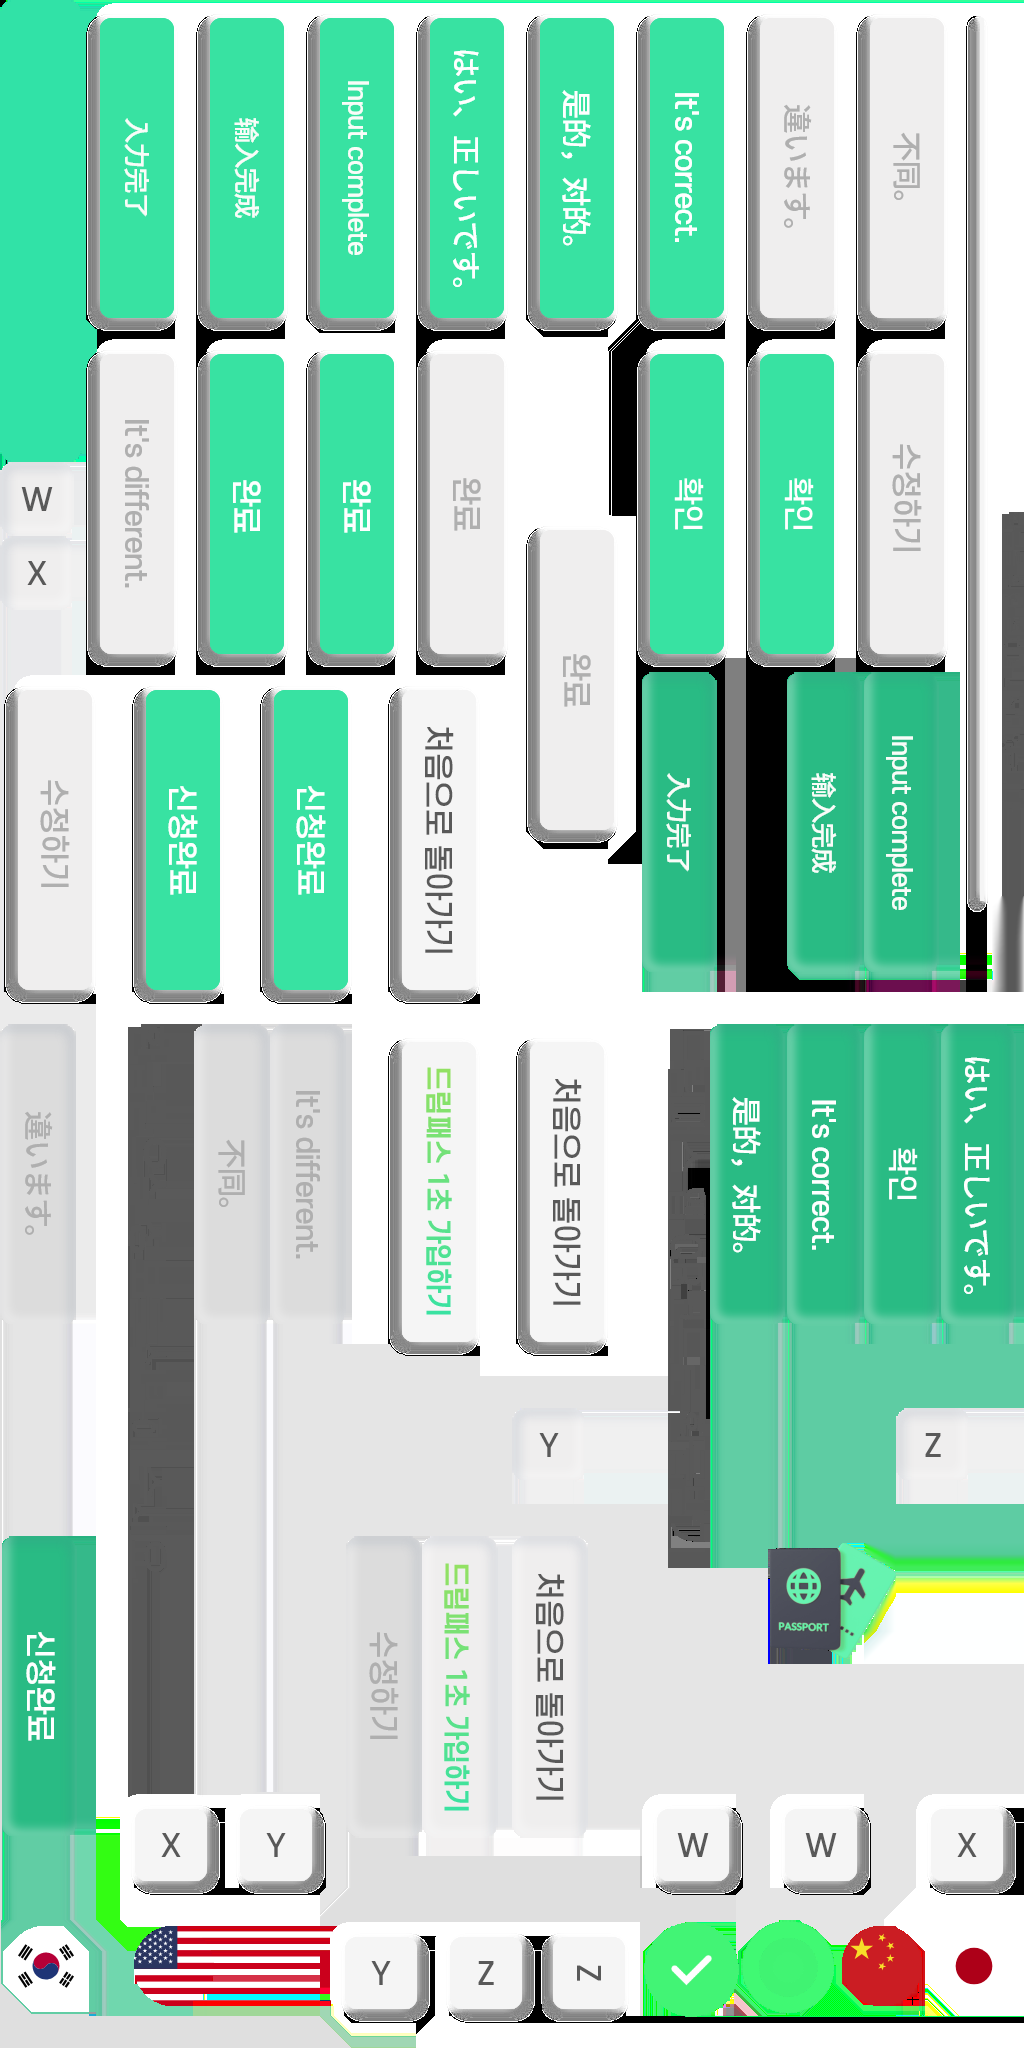 入力完了
输入完成
Input complete
はい、正しいです。
是的，对的。
It's correct.
違います。
不同。
It's different.
완료
완료
완료
확인
확인
수정하기
W
X
완료
수정하기
신청완료
신청완료
처음으로 돌아가기
入力完了
输入完成
Input complete
違います。
不同。
It's different.
드림패스 1초 가입하기
처음으로 돌아가기
是的，对的。
It's correct.
확인
はい、正しいです。
Y
Z
신청완료
수정하기
드림패스 1초 가입하기
처음으로 돌아가기
PASSPORT
X
Y
W
W
X
Y
Z
Z